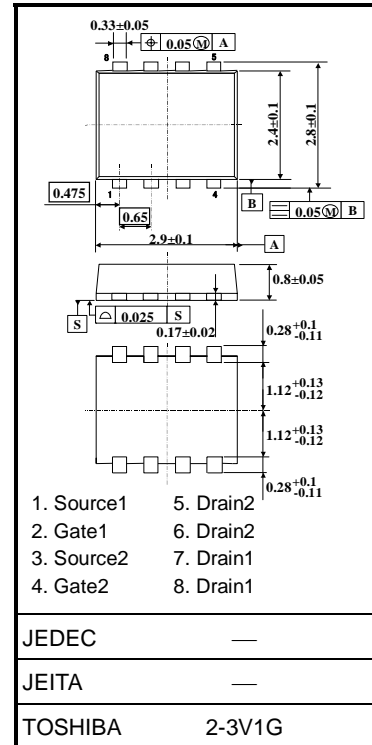 0.33±0.05
⌖ 0.05 Ⓜ A
8 5
2.4±0.1
2.8±0.1
0.475
1 4
B
⌯ 0.05 Ⓜ B
0.65
2.9±0.1
A
0.8±0.05
S
⌓ 0.025 S
0.17±0.02
0.28 +0.1 -0.11
1.12 +0.13 -0.12
1.12 +0.13 -0.12
0.28 +0.1 -0.11
1. Source1 5. Drain2
2. Gate1 6. Drain2
3. Source2 7. Drain1
4. Gate2 8. Drain1
JEDEC ―
JEITA ―
TOSHIBA 2-3V1G